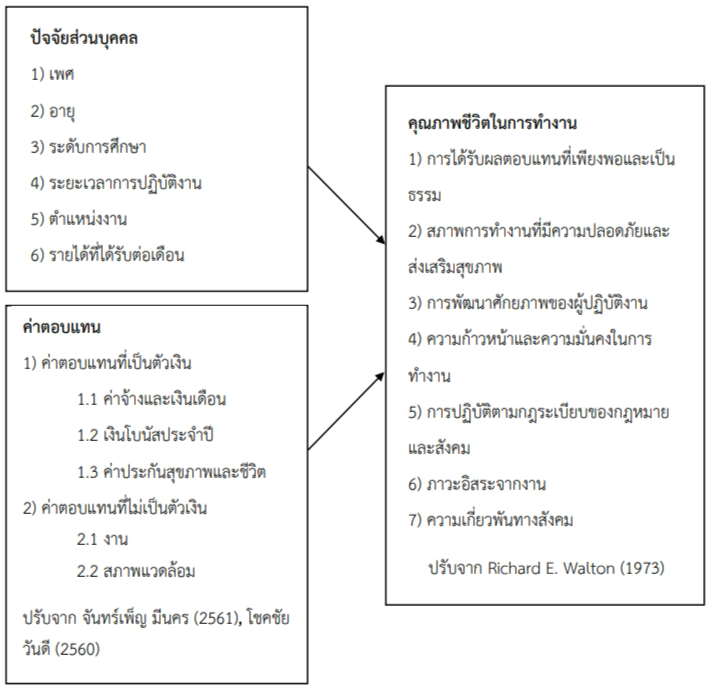 ปัจจัยส่วนบุคคล
1) เพศ
2) อายุ
3) ระดับการศึกษา
4) ระยะเวลาการปฏิบัติงาน
5) ตำแหน่งงาน
6) รายได้ที่ได้รับต่อเดือน
ค่าตอบแทน
1) ค่าตอบแทนที่เป็นตัวเงิน
1.1 ค่าจ้างและเงินเดือน
1.2 เงินโบนัสประจำปี
1.3 ค่าประกันสุขภาพและชีวิต
2) ค่าตอบแทนที่ไม่เป็นตัวเงิน
2.1 งาน
2.2 สภาพแวดล้อม
ปรับจาก จันทร์เพ็ญ มีนคร (2561), โชคชัย
วันดี (2560)
คุณภาพชีวิตในการทำงาน
1) การได้รับผลตอบแทนที่เพียงพอและเป็น
ธรรม
2) สภาพการทำงานที่มีความปลอดภัยและ
ส่งเสริมสุขภาพ
3) การพัฒนาศักยภาพของผู้ปฏิบัติงาน
4) ความก้าวหน้าและความมั่นคงในการ
ทำงาน
5) การปฏิบัติตามกฎระเบียบของกฎหมาย
และสังคม
6) ภาวะอิสระจากงาน
7) ความเกี่ยวพันทางสังคม
ปรับจาก Richard E. Walton (1973)